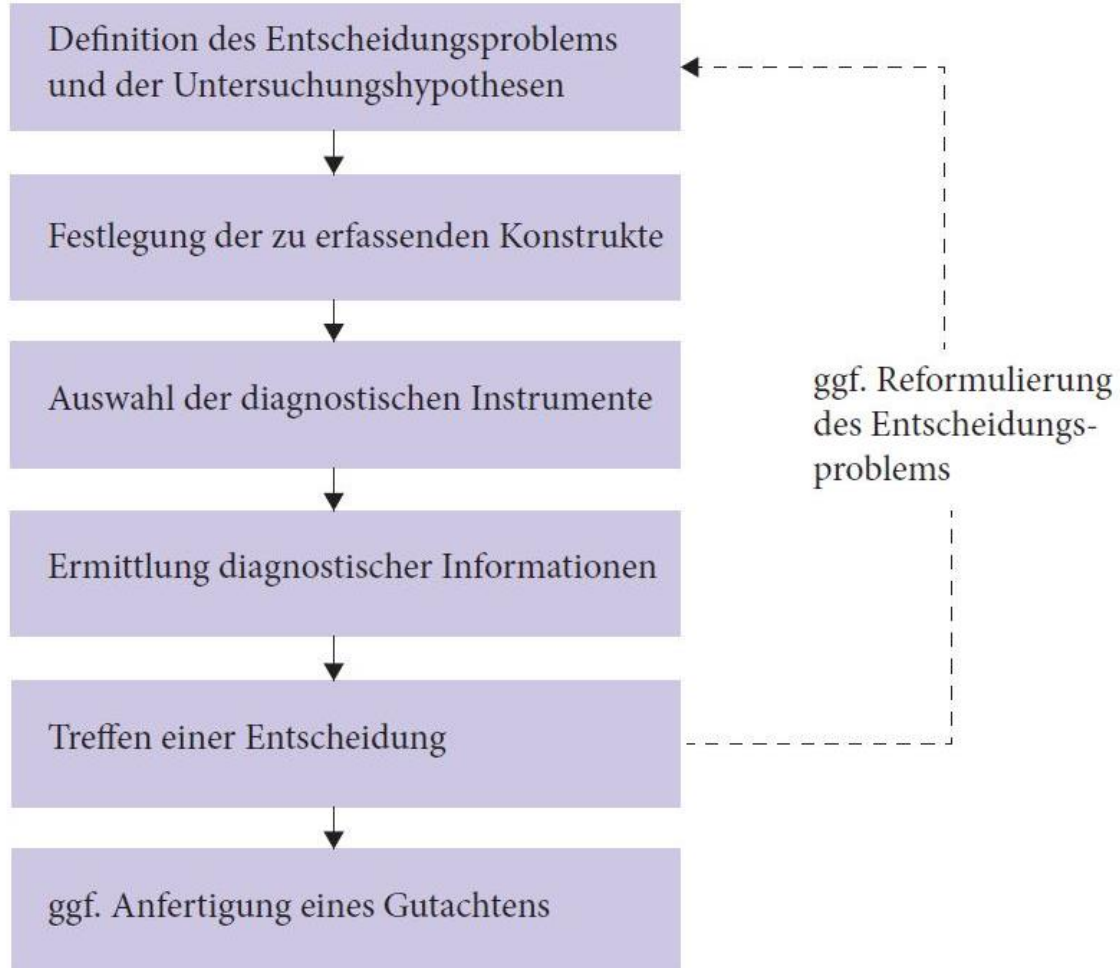 Definition des Entscheidungsproblems
und der Untersuchungshypothesen
Festlegung der zu erfassenden Konstrukte
Auswahl der diagnostischen Instrumente
Ermittlung diagnostischer Informationen
Treffen einer Entscheidung
ggf. Anfertigung eines Gutachtens
ggf. Reformulierung
des Entscheidungs-
problems